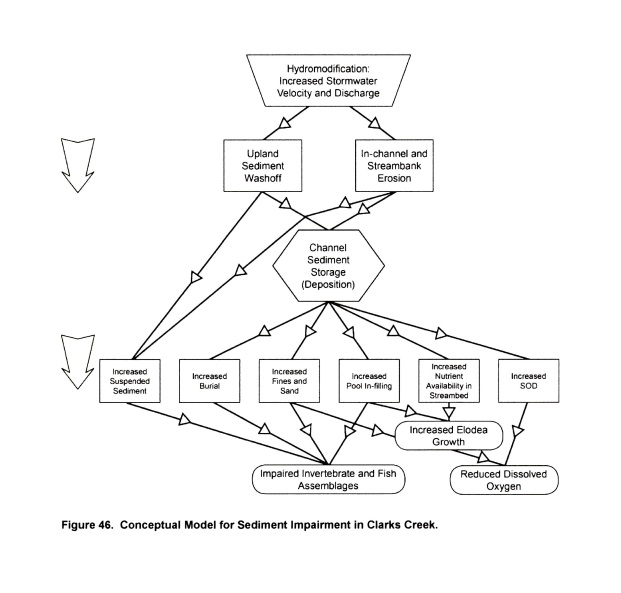 Hydromodification:
Increased Stormwater
Velocity and Discharge
Upland
Sediment
Washoff
In-channel and
Streambank
Erosion
Channel
Sediment
Storage
(Deposition)
Increased
Suspended
Sediment
Increased
Burial
Increased
Fines and
Sand
Increased
Pool In-filling
Increased
Nutrient
Availability in
Streambed
Increased
SOD
Increased Elodea
Growth
Impaired Invertebrate and Fish
Assemblages
Reduced Dissolved
Oxygen
Figure 46. Conceptual Model for Sediment Impairment in Clarks Creek.